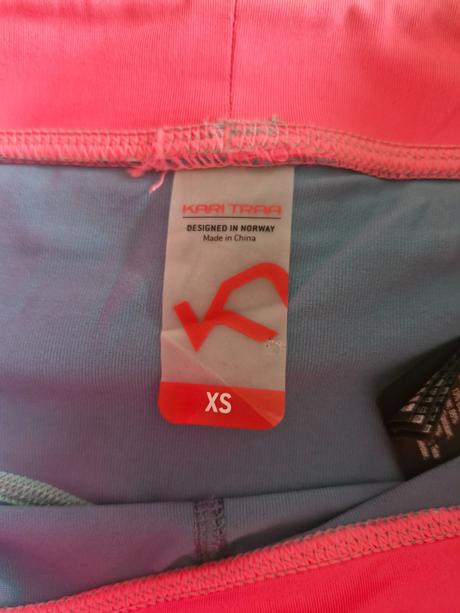 KARI TRAA
DESIGNED IN NORWAY
Made in China
XS